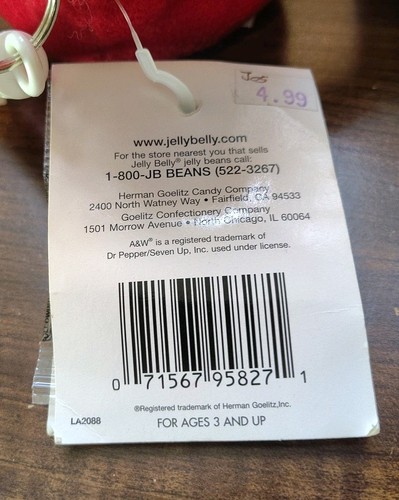 Jos
4.99
www.jellybelly.com
For the store nearest you that sells
Jelly Belly® jelly beans call:
1-800-JB BEANS (522-3267)
Herman Goelitz Candy Company
2400 North Watney Way • Fairfield, CA 94533
Goelitz Confectionery Company
1501 Morrow Avenue • North Chicago, IL 60064
A&W® is a registered trademark of
Dr Pepper/Seven Up, Inc. used under license.
0 71567 95827 1
®Registered trademark of Herman Goelitz,Inc.
LA2088 FOR AGES 3 AND UP